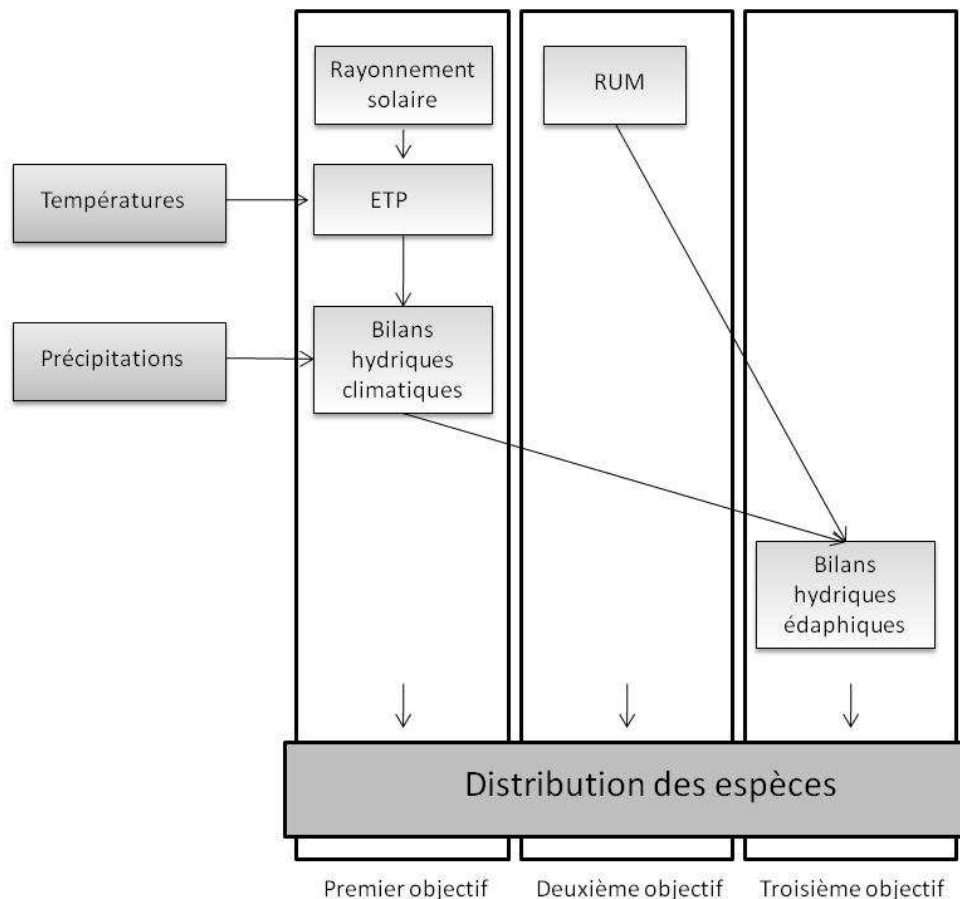 Rayonnement
solaire
RUM
Températures
ETP
Précipitations
Bilans
hydriques
climatiques
Bilans
hydriques
édaphiques
Distribution des espèces
Premier objectif
Deuxième objectif
Troisième objectif